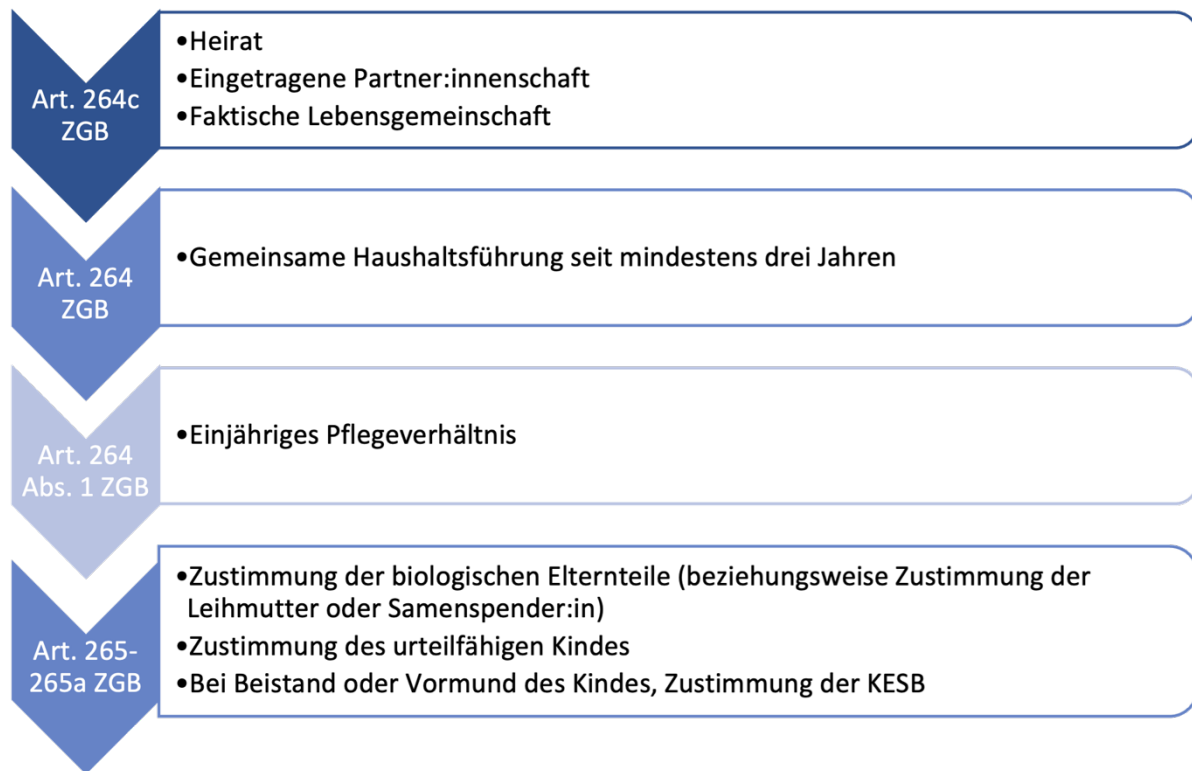 Art. 264c
ZGB
•Heirat
•Eingetragene Partner:innenschaft
•Faktische Lebensgemeinschaft
Art. 264
ZGB
•Gemeinsame Haushaltsführung seit mindestens drei Jahren
Art. 264
Abs. 1 ZGB
•Einjähriges Pflegeverhältnis
Art. 265-
265a ZGB
•Zustimmung der biologischen Elternteile (beziehungsweise Zustimmung der
Leihmutter oder Samenspender:in)
•Zustimmung des urteilfähigen Kindes
•Bei Beistand oder Vormund des Kindes, Zustimmung der KESB